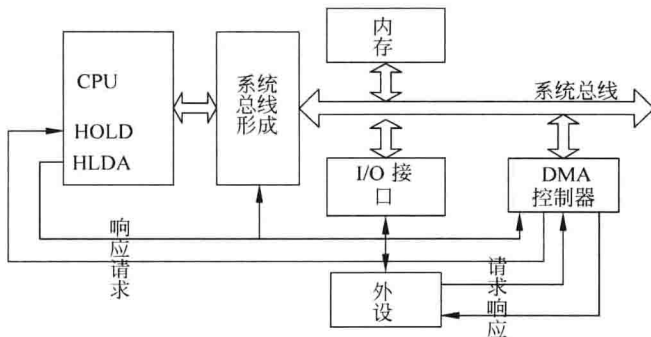 CPU
HOLD
HLDA
系统
总线
形成
内
存
系统总线
I/O 接
口
DMA
控制器
响应请求
外
设
请求
响应